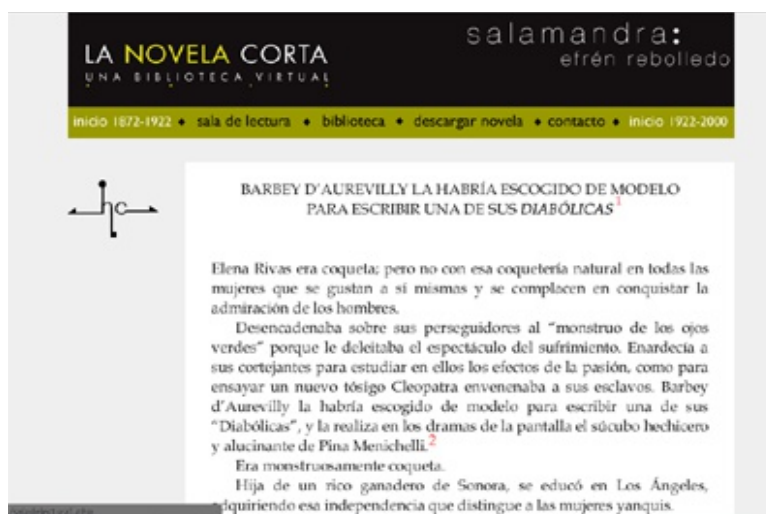 LA NOVELA CORTA
UNA BIBLIOTECA VIRTUAL
salamandra:
efrén rebolledo
inicio 1872-1922 ♦ sala de lectura ♦ biblioteca ♦ descargar novela ♦ contacto ♦ inicio 1922-2000
nc
BARBEY D'AUREVILLY LA HABRÍA ESCOGIDO DE MODELO
PARA ESCRIBIR UNA DE SUS DIABÓLICAS1
Elena Rivas era coqueta; pero no con esa coquetería natural en todas las
mujeres que se gustan a sí mismas y se complacen en conquistar la
admiración de los hombres.
Desencadenaba sobre sus perseguidores al "monstruo de los ojos
verdes" porque le deleitaba el espectáculo del sufrimiento. Enardecía a
sus cortejantes para estudiar en ellos los efectos de la pasión, como para
ensayar un nuevo tósigo Cleopatra envenenaba a sus esclavos. Barbey
d'Aurevilly la habría escogido de modelo para escribir una de sus
"Diabólicas", y la realiza en los dramas de la pantalla el súcubo hechicero
y alucinante de Pina Menichelli.2
Era monstruosamente coqueta.
Hija de un rico ganadero de Sonora, se educó en Los Ángeles,
adquiriendo esa independencia que distingue a las mujeres yanquis.